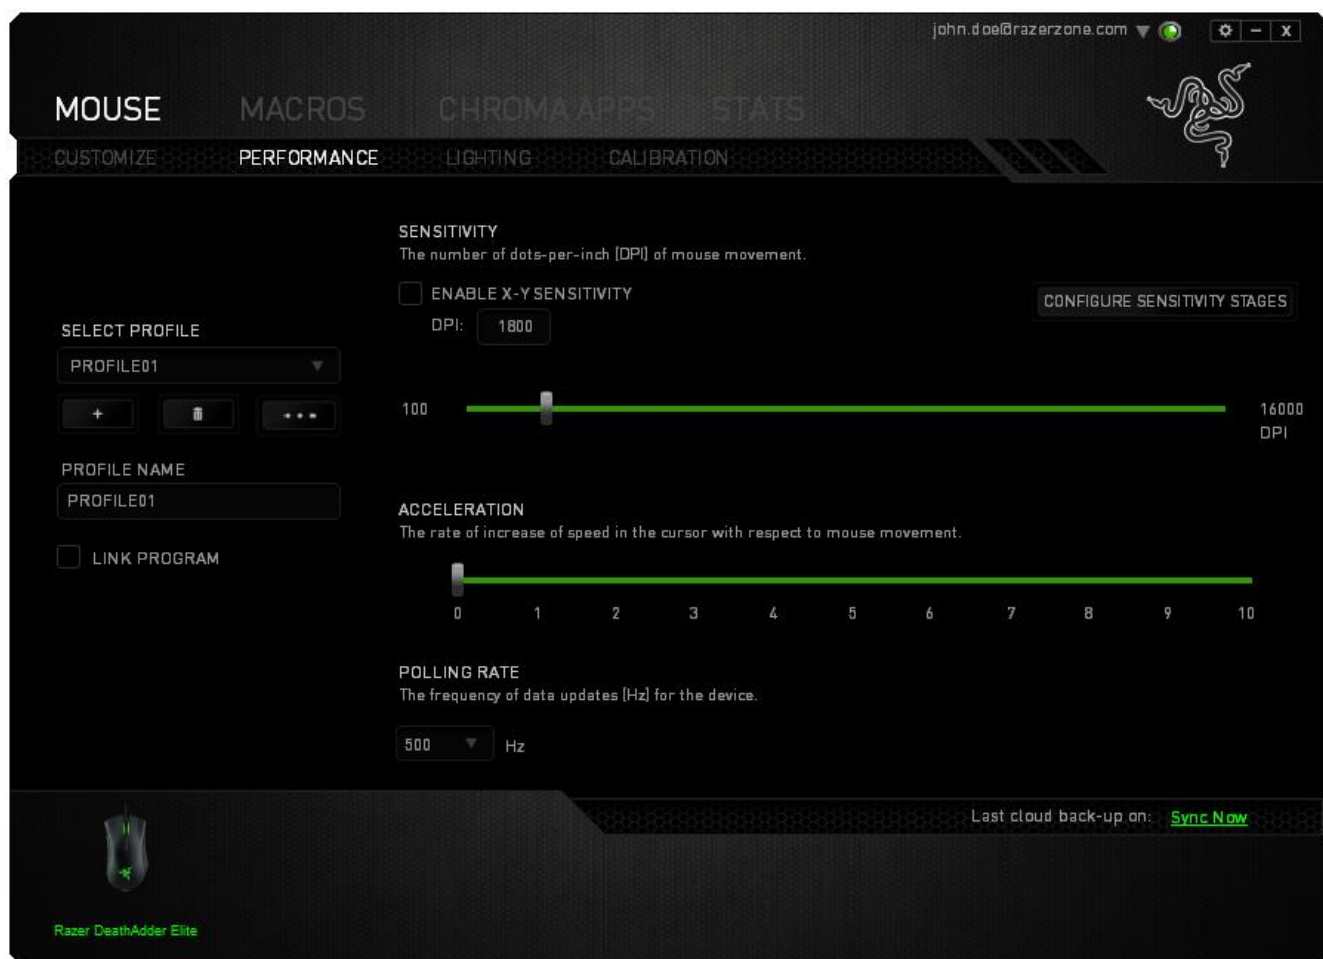 john.doe@razerzone.com
X
MOUSE MACROS CHROMA APPS STATS
CUSTOMIZE PERFORMANCE LIGHTING CALIBRATION
SENSITIVITY
The number of dots-per-inch [DPI] of mouse movement.
ENABLE X-Y SENSITIVITY
CONFIGURE SENSITIVITY STAGES
DPI: 1800
SELECT PROFILE
PROFILE01
100
16000
DPI
PROFILE NAME
PROFILE01
ACCELERATION
The rate of increase of speed in the cursor with respect to mouse movement.
LINK PROGRAM
0 1 2 3 4 5 6 7 8 9 10
POLLING RATE
The frequency of data updates [Hz] for the device.
500 Hz
Last cloud back-up on: Sync Now
Razer DeathAdder Elite